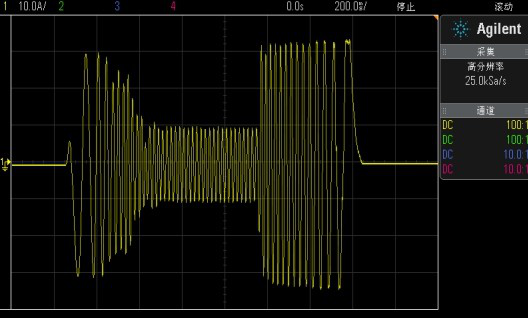 1 10.0A/ 2 3 4 0.0s 200.0ms/ 停止 滚动
Agilent
采集
高分辨率
25.0kSa/s
通道
DC 100:1
DC 100:1
DC 10.0:1
DC 10.0:1
1